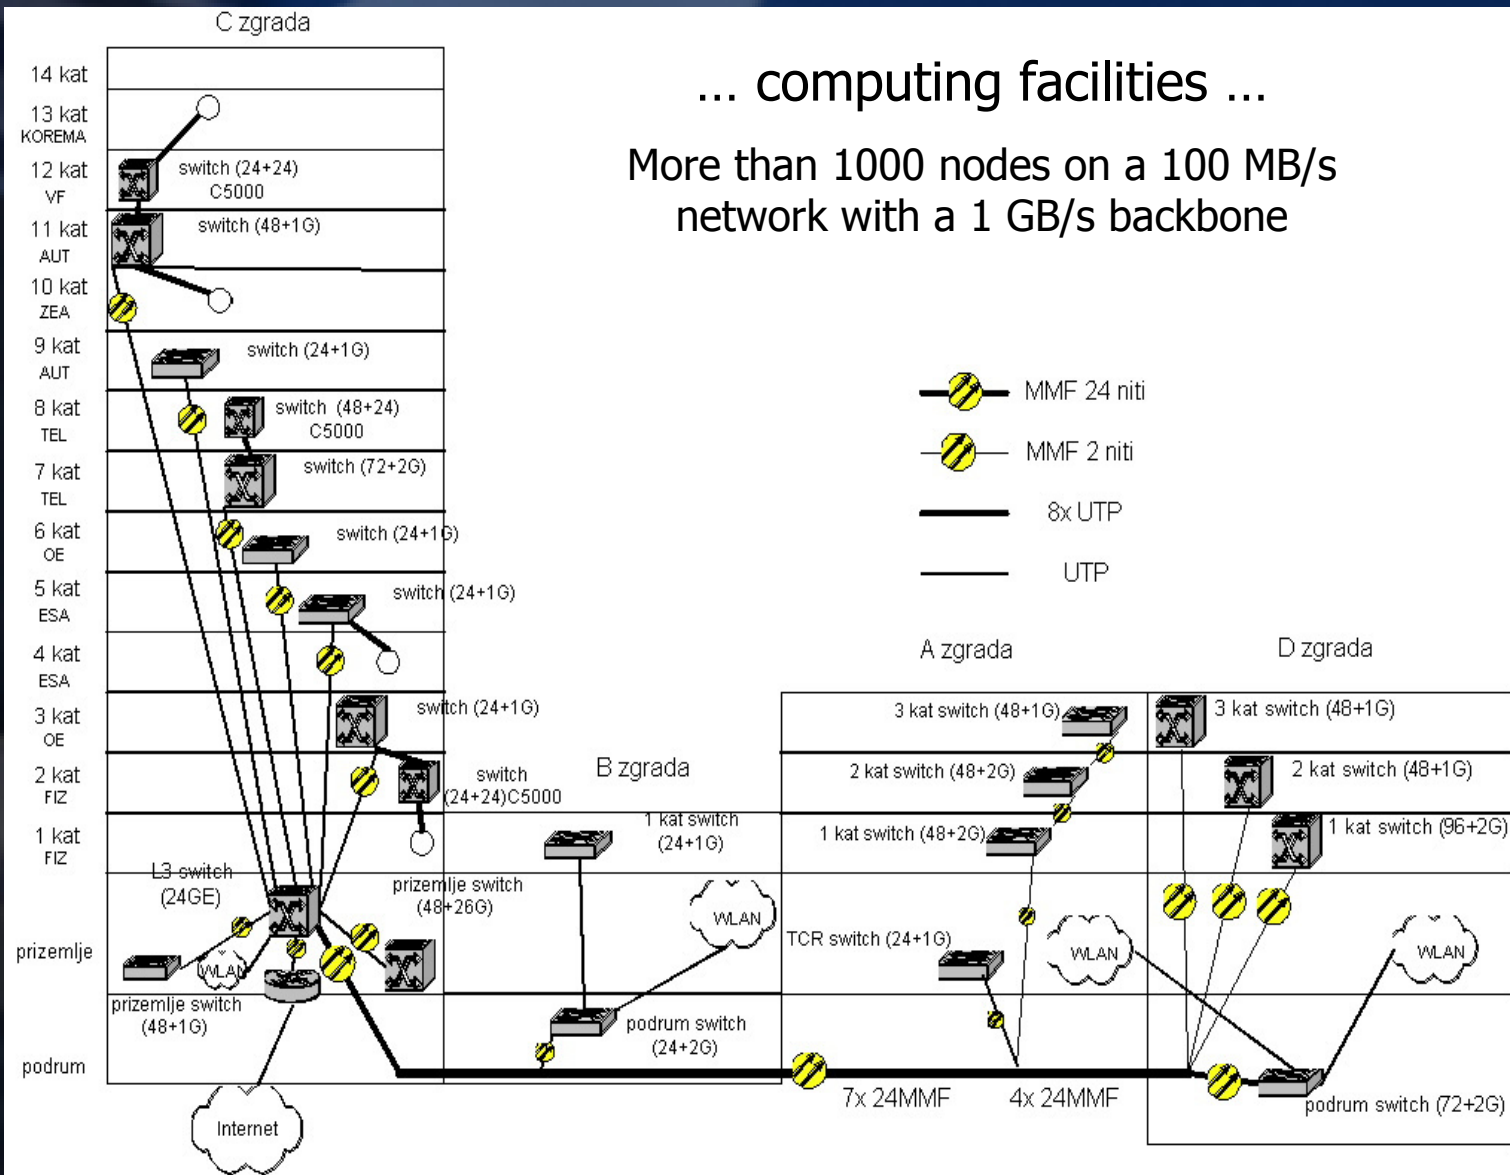 C zgrada
... computing facilities ...
More than 1000 nodes on a 100 MB/s
network with a 1 GB/s backbone
14 kat
13 kat
KOREMA
12 kat
VF
switch (24+24)
C5000
11 kat
AUT
switch (48+1G)
10 kat
ZEA
9 kat
AUT
switch (24+1G)
8 kat
TEL
switch (48+24)
C5000
7 kat
TEL
switch (72+2G)
6 kat
OE
switch (24+1G)
5 kat
ESA
switch (24+1G)
4 kat
ESA
3 kat
OE
switch (24+1G)
2 kat
FIZ
switch
(24+24)C5000
1 kat
FIZ
L3 switch
(24GE)
prizemlje switch
(48+26G)
prizemlje
WLAN
prizemlje switch
(48+1G)
podrum
Internet
MMF 24 niti
MMF 2 niti
8x UTP
UTP
B zgrada
1 kat switch
(24+1G)
WLAN
podrum switch
(24+2G)
A zgrada
3 kat switch (48+1G)
2 kat switch (48+2G)
1 kat switch (48+2G)
TCR switch (24+1G)
WLAN
7x 24MMF
4x 24MMF
D zgrada
3 kat switch (48+1G)
2 kat switch (48+1G)
1 kat switch (96+2G)
WLAN
podrum switch (72+2G)